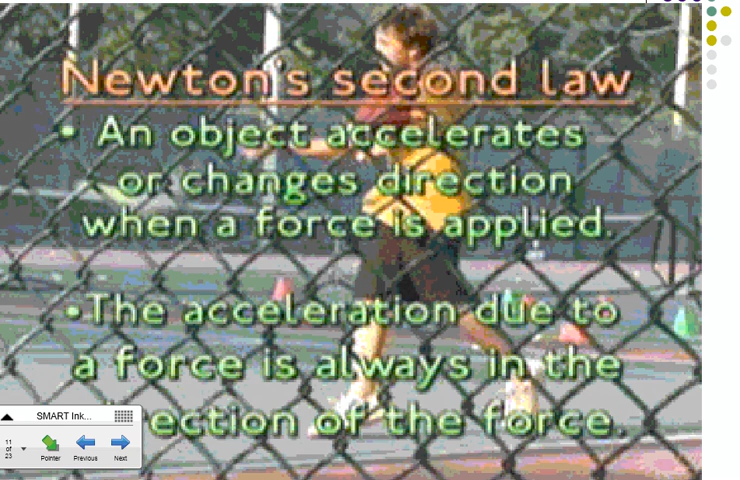 Newton's second law
• An object accelerates
or changes direction
when a force is applied.
•The acceleration due to
a force is always in the
ection of the force.
SMART Ink...
11
of
23
Pointer
Previous
Next